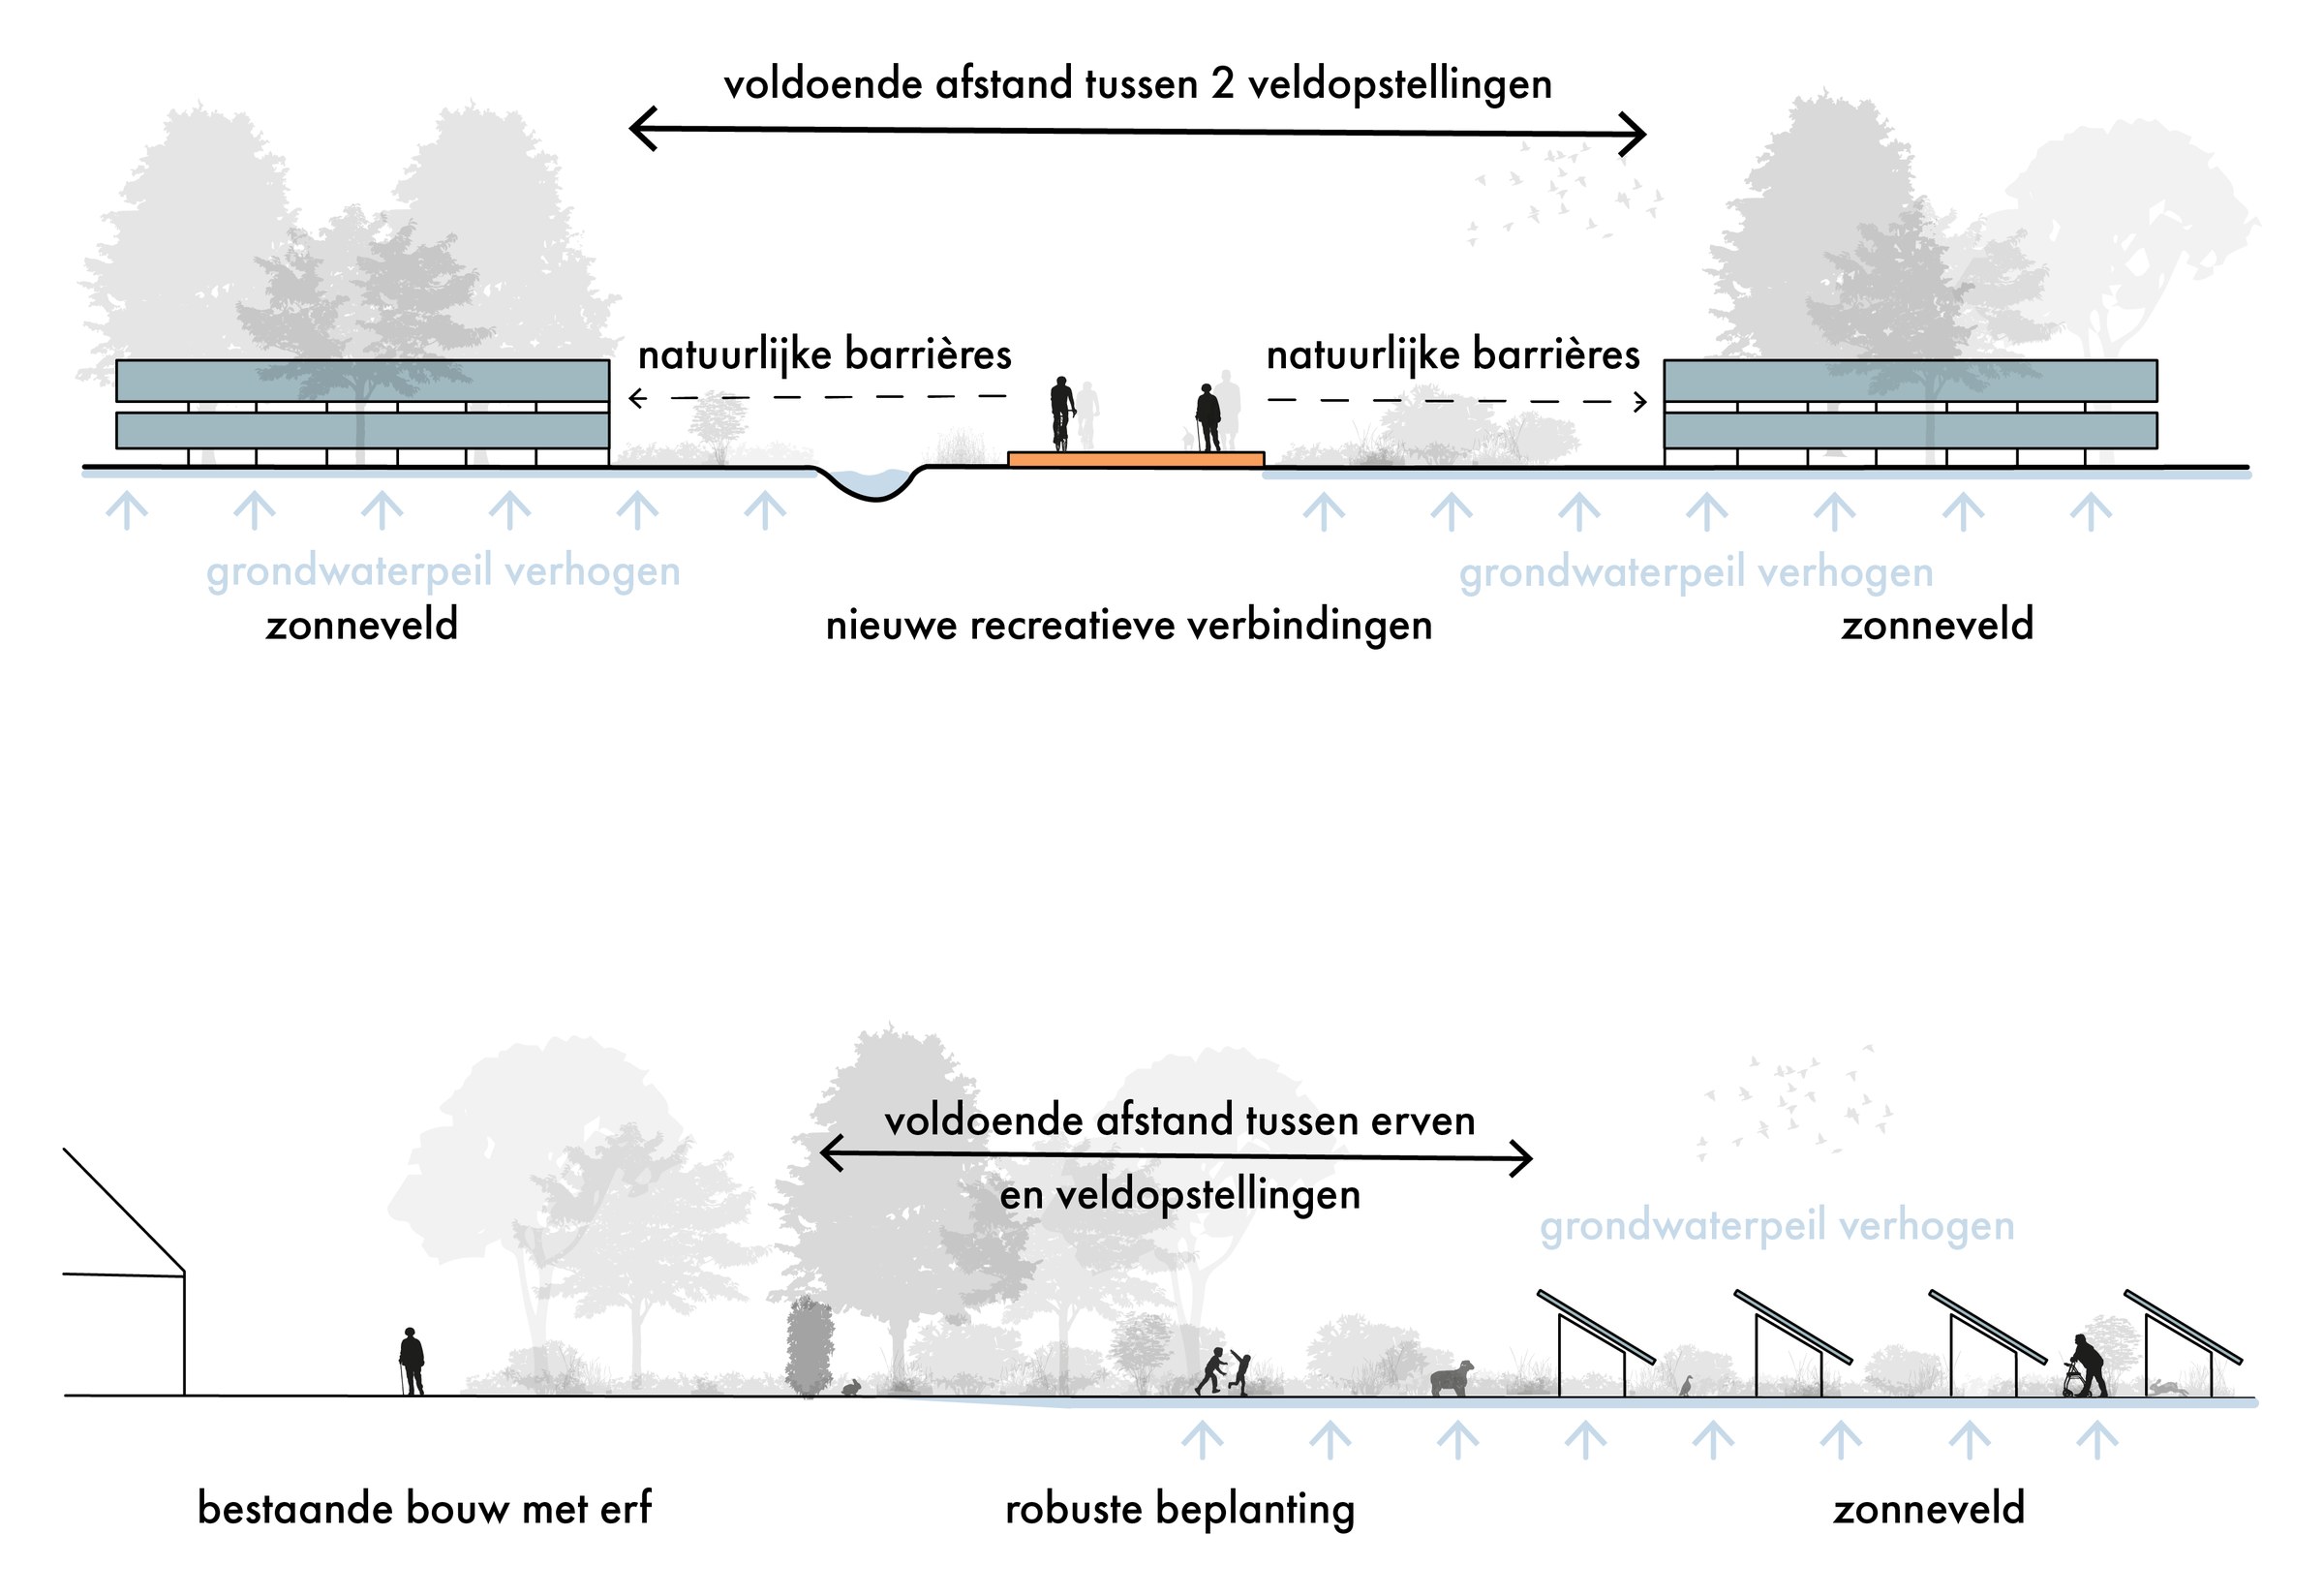 voldoende afstand tussen 2 veldopstellingen
natuurlijke barrières
natuurlijke barrières
grondwaterpeil verhogen
grondwaterpeil verhogen
zonneveld
nieuwe recreatieve verbindingen
zonneveld
voldoende afstand tussen erven
en veldopstellingen
grondwaterpeil verhogen
bestaande bouw met erf
robuste beplanting
zonneveld